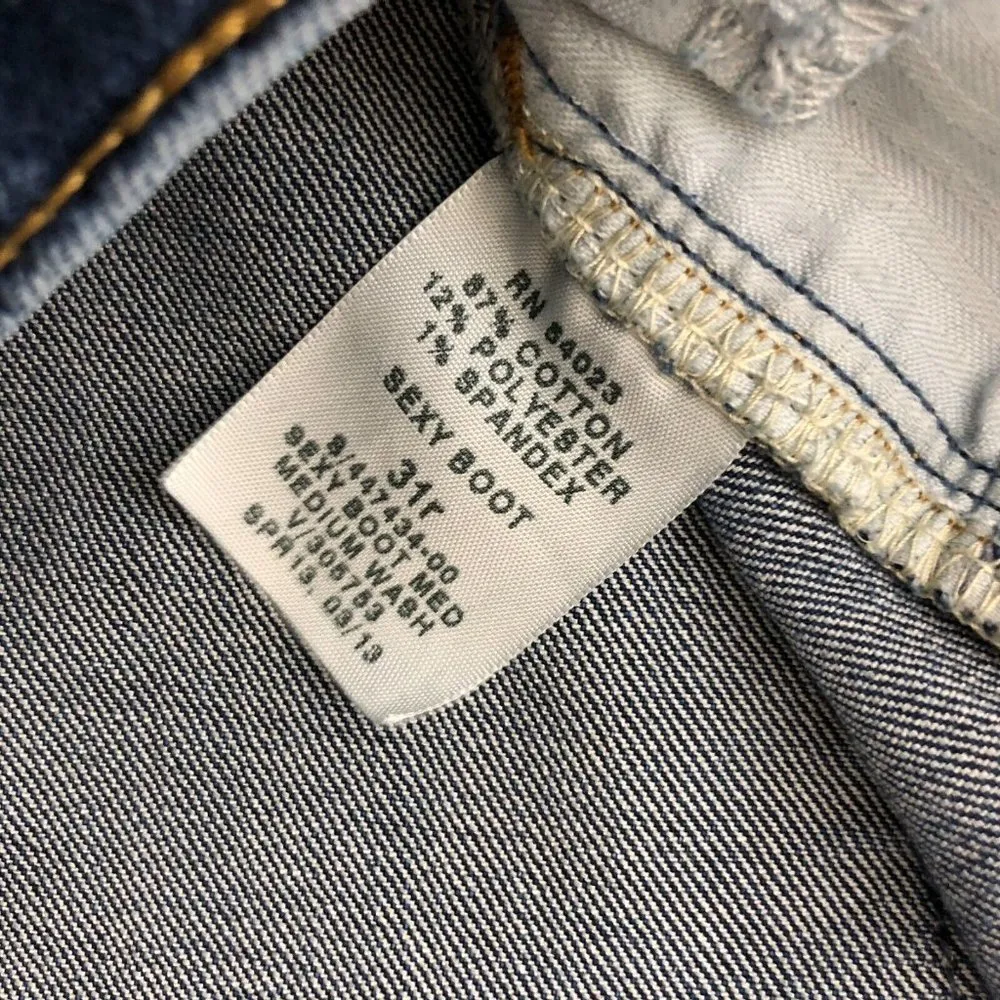 RN 54023
87% COTTON
12% POLYESTER
1% SPANDEX
SEXY BOOT
31r
S/447434-00
SEXY BOOT MED
MEDIUM WASH
V/305753
SPR13, 03/13